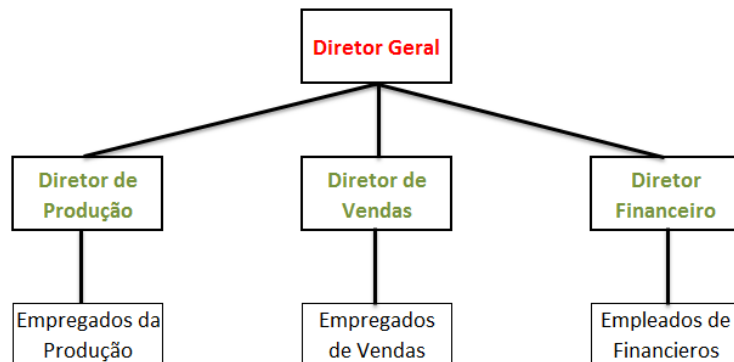 Diretor Geral
Diretor de
Produção
Diretor de
Vendas
Diretor
Financeiro
Empregados da
Produção
Empregados
de Vendas
Empleados de
Financieros